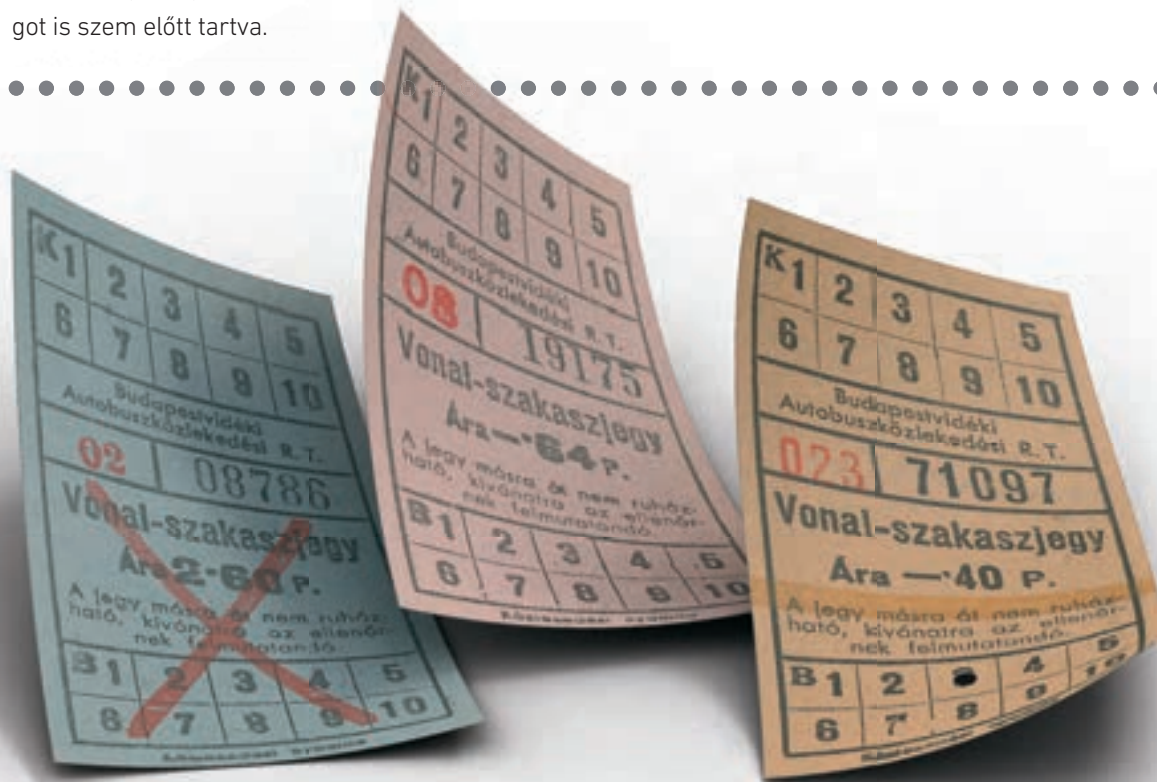 got is szem előtt tartva.
K1 2 3 4 5
6 7 8 9 10
Budapestvidéki
Autobuszközlekedési R. T.
02 08786
Vonal-szakaszjegy
Ára 2·60 P.
A jegy másra át nem ruház-
ható, kívánatra az ellenőr-
nek felmutatandó
B1 2 3 4 5
6 7 8 9 10
K1 2 3 4 5
6 7 8 9 10
Budapestvidéki
Autobuszközlekedési R. T.
08 19175
Vonal-szakaszjegy
Ára —·64 P.
A jegy másra át nem ruház-
ható, kívánatra az ellenőr-
nek felmutatandó
B1 2 3 4 5
6 7 8 9 10
K1 2 3 4 5
6 7 8 9 10
Budapestvidéki
Autobuszközlekedési R. T.
023 71097
Vonal-szakaszjegy
Ára —·40 P.
A jegy másra át nem ruház-
ható, kívánatra az ellenőr-
nek felmutatandó
B1 2 4 5
6 7 8 9 10